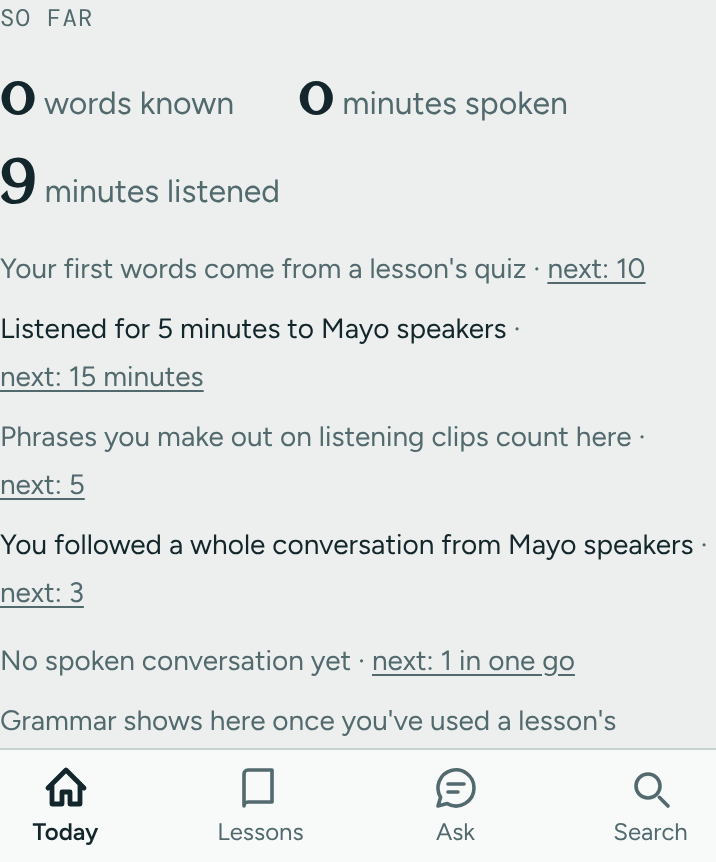 SO FAR
0 words known 0 minutes spoken
9 minutes listened
Your first words come from a lesson's quiz · next: 10
Listened for 5 minutes to Mayo speakers ·
next: 15 minutes
Phrases you make out on listening clips count here ·
next: 5
You followed a whole conversation from Mayo speakers ·
next: 3
No spoken conversation yet · next: 1 in one go
Grammar shows here once you've used a lesson's
Today Lessons Ask Search